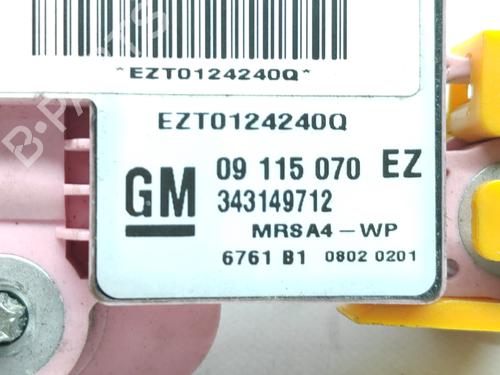 *EZT0124240Q*
EZT0124240Q
GM 09 115 070 EZ
343149712
MRSA4-WP
6761 B1 0802 0201
B-PARTS